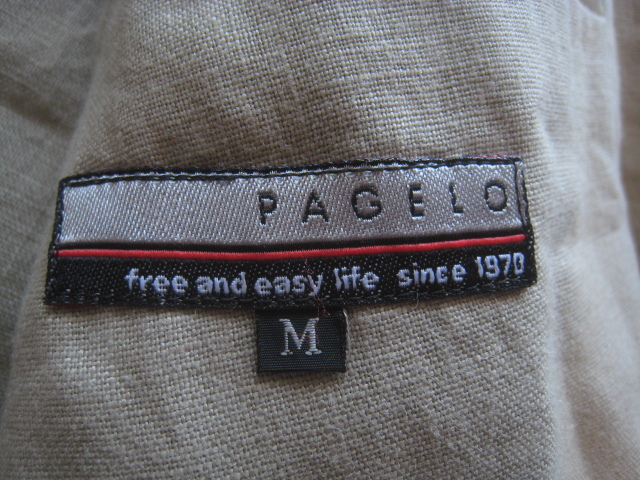 PAGELO
free and easy life since 1970
M